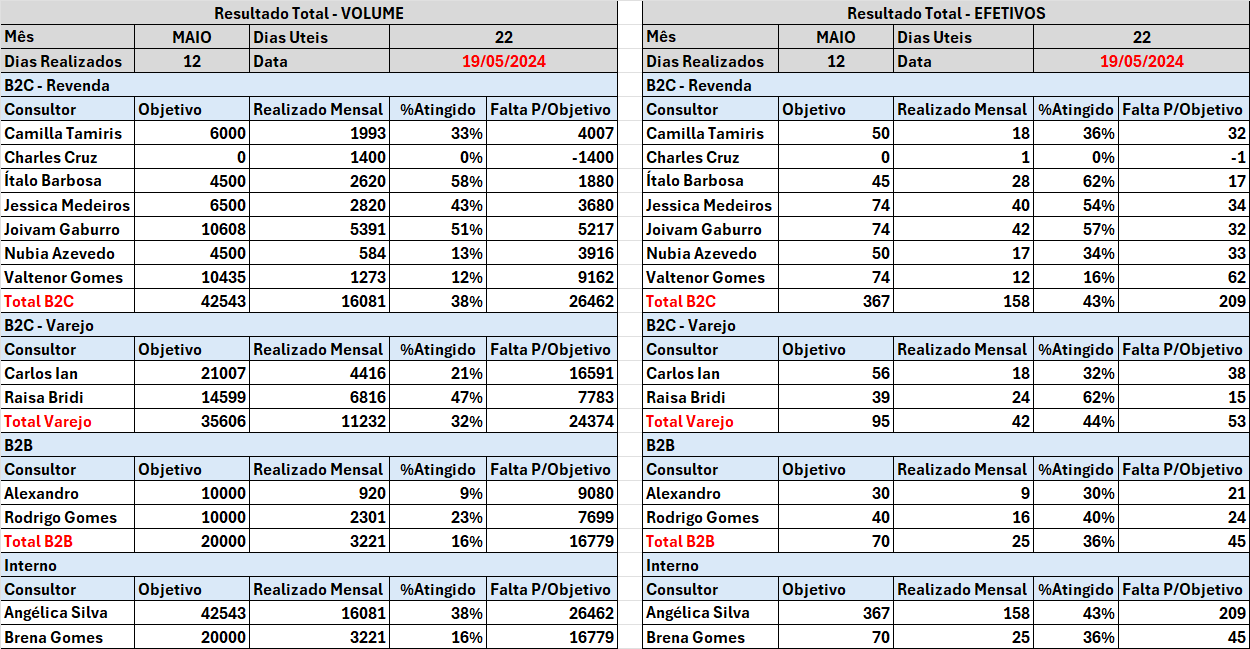 Resultado Total - VOLUME
Mês MAIO Dias Uteis 22
Dias Realizados 12 Data 19/05/2024
B2C - Revenda
Consultor Objetivo Realizado Mensal %Atingido Falta P/Objetivo
Camilla Tamiris 6000 1993 33% 4007
Charles Cruz 0 1400 0% -1400
Ítalo Barbosa 4500 2620 58% 1880
Jessica Medeiros 6500 2820 43% 3680
Joivam Gaburro 10608 5391 51% 5217
Nubia Azevedo 4500 584 13% 3916
Valtenor Gomes 10435 1273 12% 9162
Total B2C 42543 16081 38% 26462
B2C - Varejo
Consultor Objetivo Realizado Mensal %Atingido Falta P/Objetivo
Carlos Ian 21007 4416 21% 16591
Raisa Bridi 14599 6816 47% 7783
Total Varejo 35606 11232 32% 24374
B2B
Consultor Objetivo Realizado Mensal %Atingido Falta P/Objetivo
Alexandro 10000 920 9% 9080
Rodrigo Gomes 10000 2301 23% 7699
Total B2B 20000 3221 16% 16779
Interno
Consultor Objetivo Realizado Mensal %Atingido Falta P/Objetivo
Angélica Silva 42543 16081 38% 26462
Brena Gomes 20000 3221 16% 16779
Resultado Total - EFETIVOS
Mês MAIO Dias Uteis 22
Dias Realizados 12 Data 19/05/2024
B2C - Revenda
Consultor Objetivo Realizado Mensal %Atingido Falta P/Objetivo
Camilla Tamiris 50 18 36% 32
Charles Cruz 0 1 0% -1
Ítalo Barbosa 45 28 62% 17
Jessica Medeiros 74 40 54% 34
Joivam Gaburro 74 42 57% 32
Nubia Azevedo 50 17 34% 33
Valtenor Gomes 74 12 16% 62
Total B2C 367 158 43% 209
B2C - Varejo
Consultor Objetivo Realizado Mensal %Atingido Falta P/Objetivo
Carlos Ian 56 18 32% 38
Raisa Bridi 39 24 62% 15
Total Varejo 95 42 44% 53
B2B
Consultor Objetivo Realizado Mensal %Atingido Falta P/Objetivo
Alexandro 30 9 30% 21
Rodrigo Gomes 40 16 40% 24
Total B2B 70 25 36% 45
Interno
Consultor Objetivo Realizado Mensal %Atingido Falta P/Objetivo
Angélica Silva 367 158 43% 209
Brena Gomes 70 25 36% 45